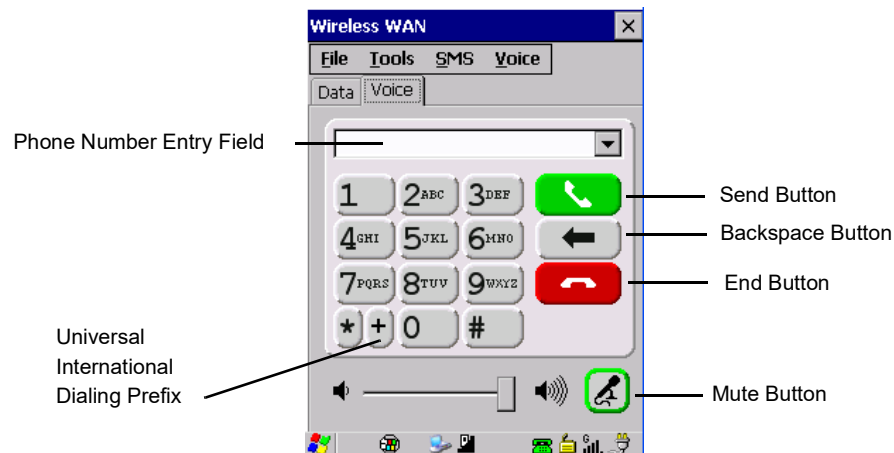 Wireless WAN
File Tools SMS Voice
Data Voice
Phone Number Entry Field
1 2ABC 3DEF
Send Button
4GHI 5JKL 6MNO
Backspace Button
7PQRS 8TUV 9WXYZ
End Button
* + 0 #
Universal
International
Dialing Prefix
Mute Button
G